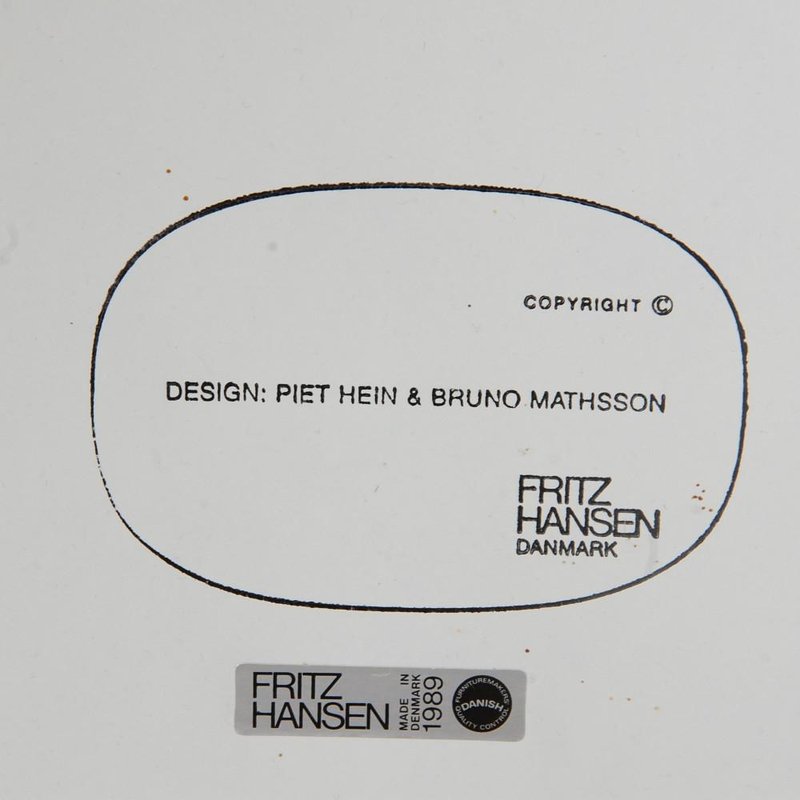 COPYRIGHT ©
DESIGN: PIET HEIN & BRUNO MATHSSON
FRITZ
HANSEN
DANMARK
FRITZ
HANSEN
MADE IN
DENMARK
1989
FURNITUREMAKERS'
DANISH
QUALITY CONTROL